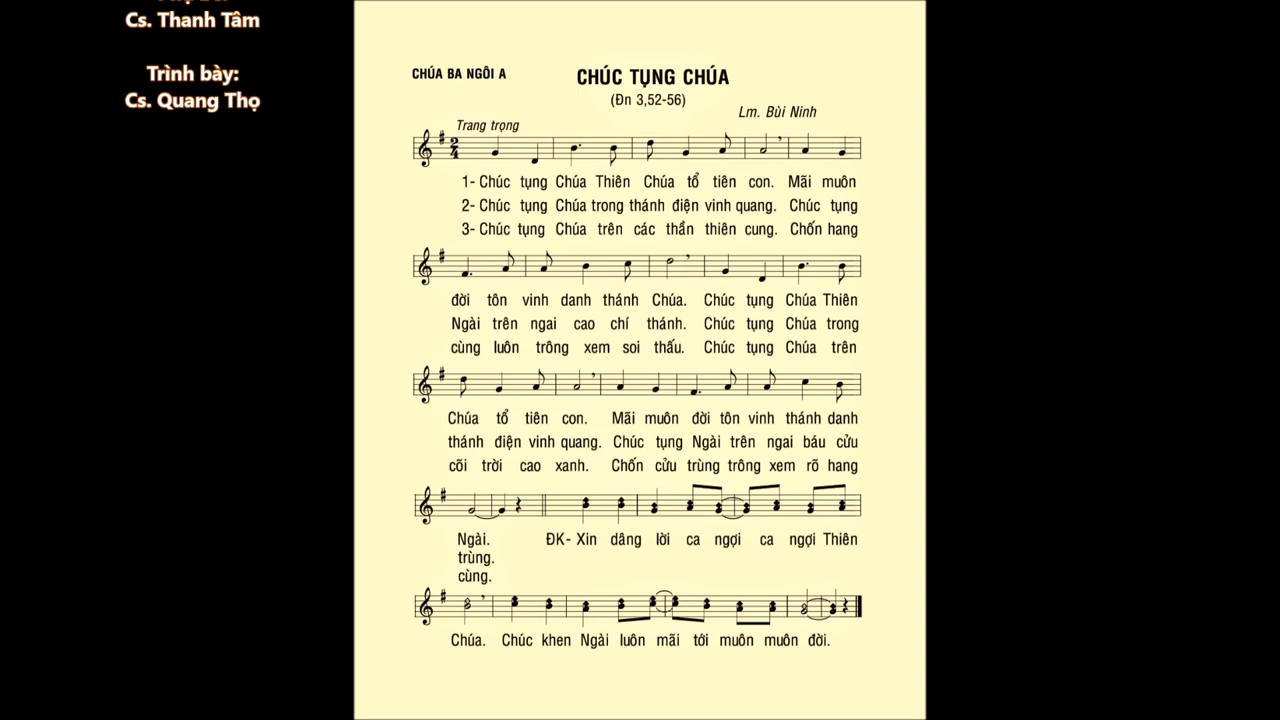 Cs. Thanh Tâm
Trình bày:
Cs. Quang Thọ
CHÚA BA NGÔI A
CHÚC TỤNG CHÚA
(Đn 3,52-56)
Lm. Bùi Ninh
Trang trọng
1- Chúc tụng Chúa Thiên Chúa tổ tiên con. Mãi muôn
2- Chúc tụng Chúa trong thánh điện vinh quang. Chúc tụng
3- Chúc tụng Chúa trên các thần thiên cung. Chốn hang
đời tôn vinh danh thánh Chúa. Chúc tụng Chúa Thiên
Ngài trên ngai cao chí thánh. Chúc tụng Chúa trong
cùng luôn trông xem soi thấu. Chúc tụng Chúa trên
Chúa tổ tiên con. Mãi muôn đời tôn vinh thánh danh
thánh điện vinh quang. Chúc tụng Ngài trên ngai báu cửu
cõi trời cao xanh. Chốn cửu trùng trông xem rõ hang
Ngài. ĐK- Xin dâng lời ca ngợi ca ngợi Thiên
trùng.
cùng.
Chúa. Chúc khen Ngài luôn mãi tới muôn muôn đời.